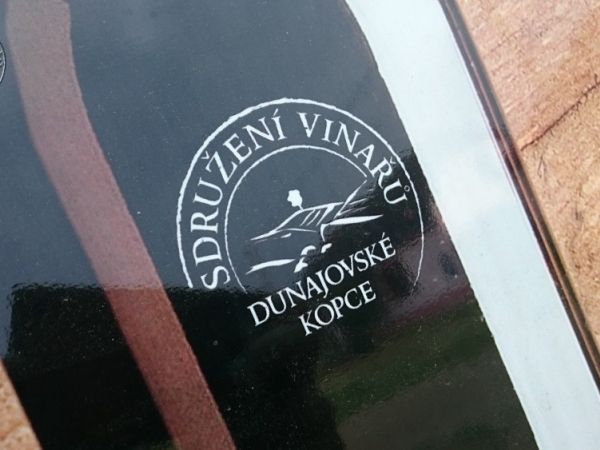 SDRUŽENÍ VINAŘŮ
DUNAJOVSKÉ
KOPCE